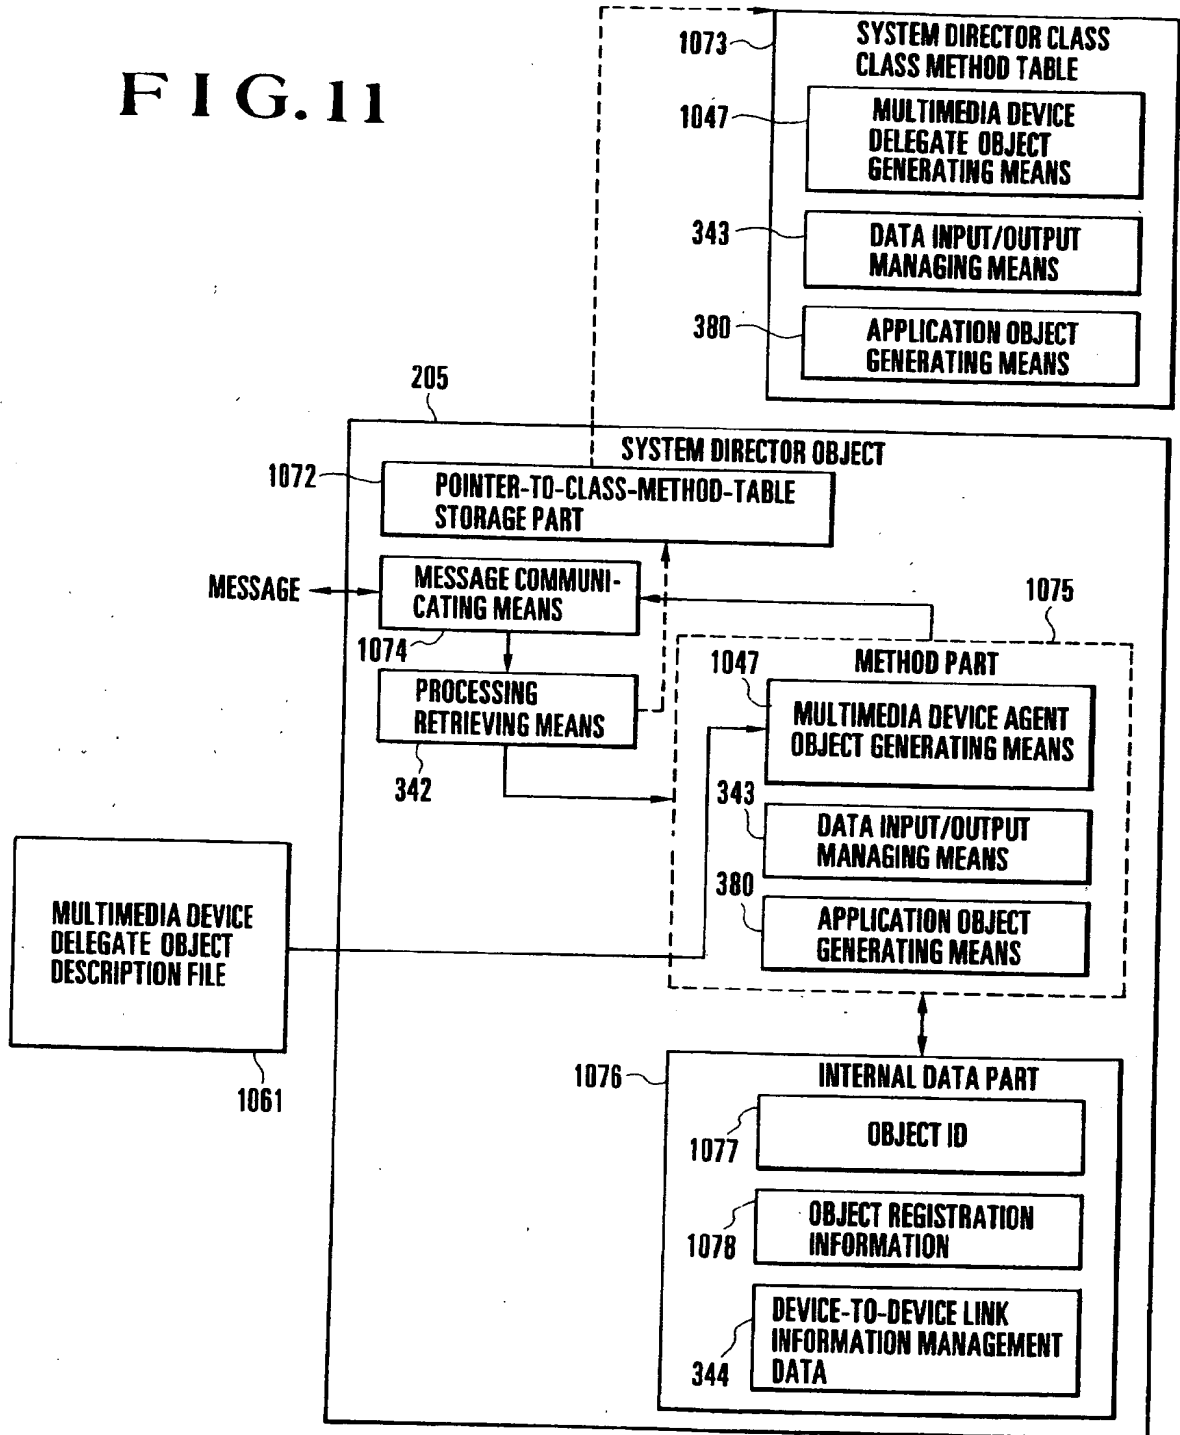 FIG.11
1073
SYSTEM DIRECTOR CLASS
CLASS METHOD TABLE
1047
MULTIMEDIA DEVICE
DELEGATE OBJECT
GENERATING MEANS
343
DATA INPUT/OUTPUT
MANAGING MEANS
380
APPLICATION OBJECT
GENERATING MEANS
205
SYSTEM DIRECTOR OBJECT
1072
POINTER-TO-CLASS-METHOD-TABLE
STORAGE PART
MESSAGE
MESSAGE COMMUNI-
CATING MEANS
1074
PROCESSING
RETRIEVING MEANS
342
1075
METHOD PART
1047
MULTIMEDIA DEVICE AGENT
OBJECT GENERATING MEANS
343
DATA INPUT/OUTPUT
MANAGING MEANS
380
APPLICATION OBJECT
GENERATING MEANS
MULTIMEDIA DEVICE
DELEGATE OBJECT
DESCRIPTION FILE
1061
1076
INTERNAL DATA PART
1077
OBJECT ID
1078
OBJECT REGISTRATION
INFORMATION
344
DEVICE-TO-DEVICE LINK
INFORMATION MANAGEMENT
DATA